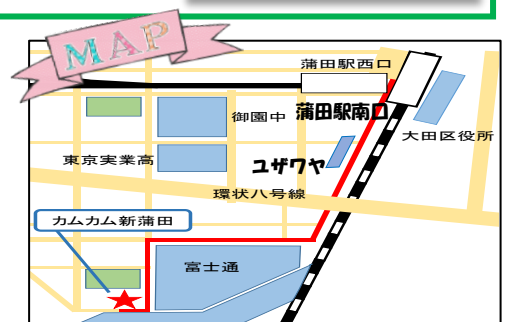 MAP
蒲田駅西口
御園中
蒲田駅南口
大田区役所
東京実業高
ユザワヤ
環状八号線
カムカム新蒲田
富士通